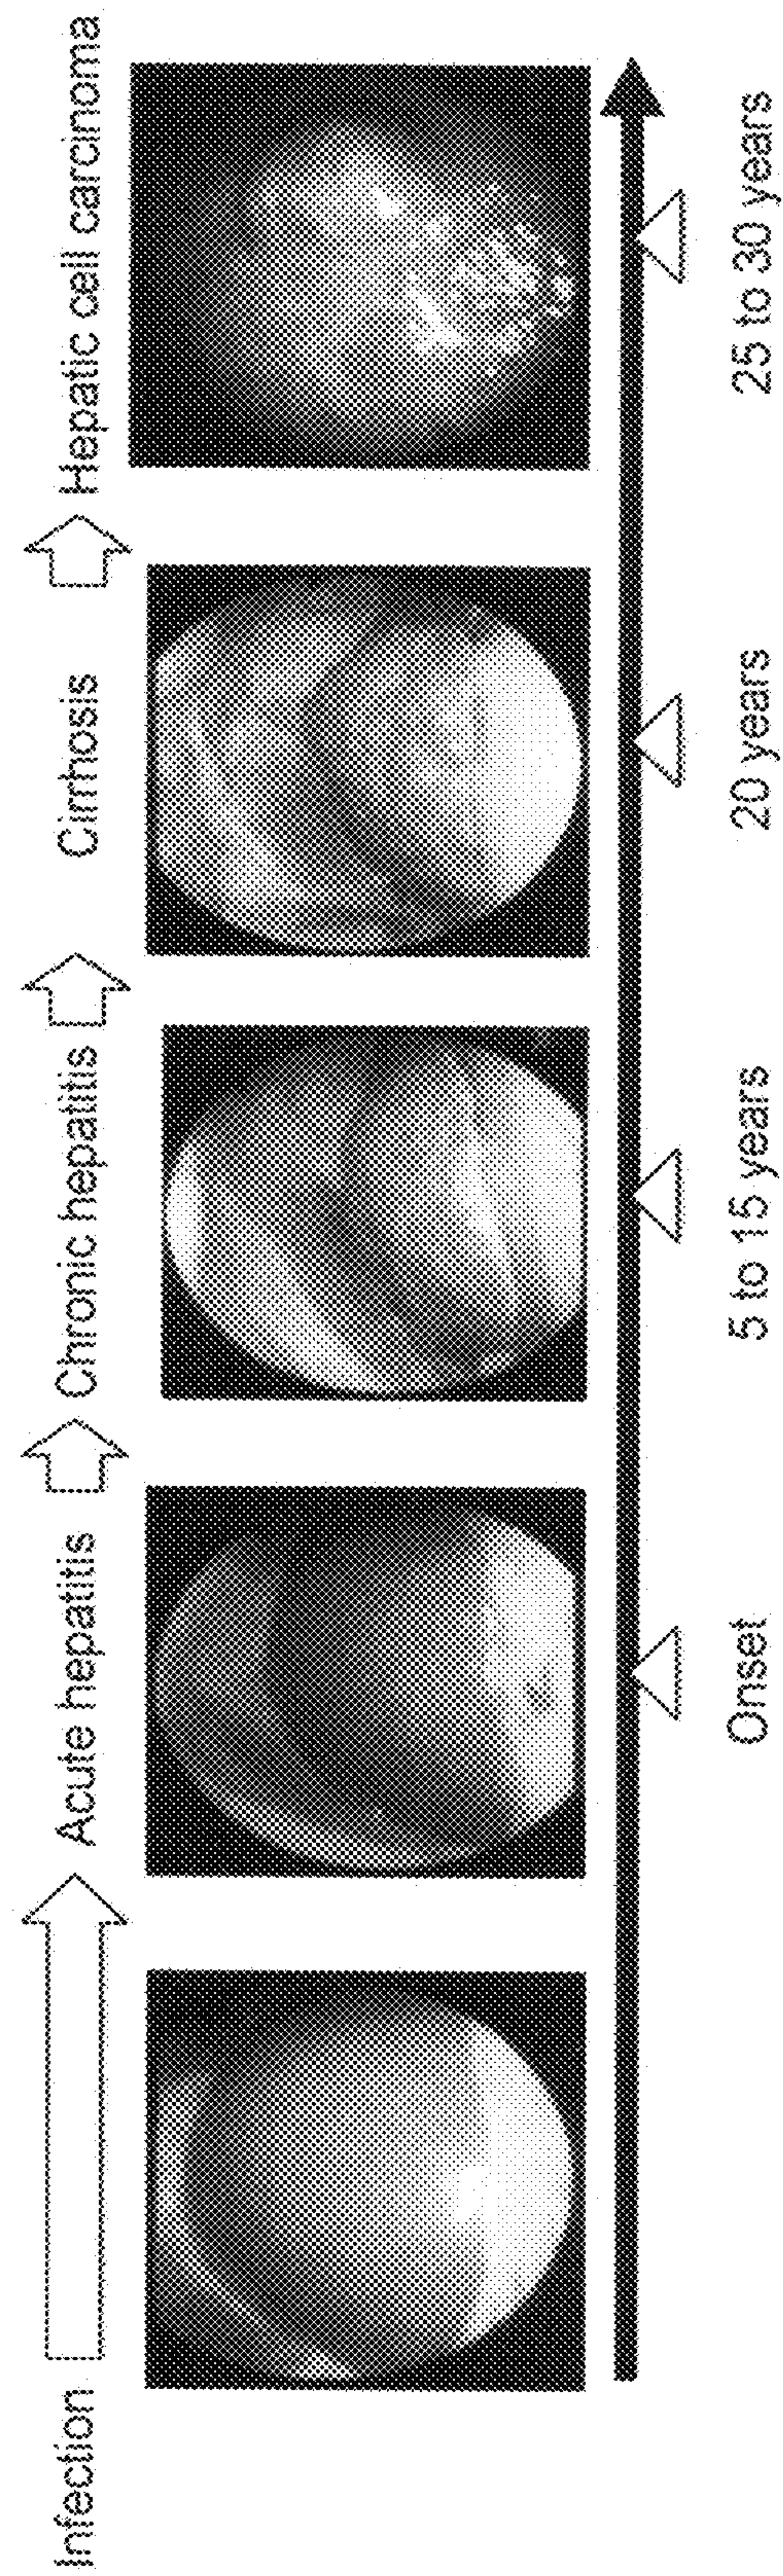 Infection
Acute hepatitis
Chronic hepatitis
Cirrhosis
Hepatic cell carcinoma
Onset
5 to 15 years
20 years
25 to 30 years